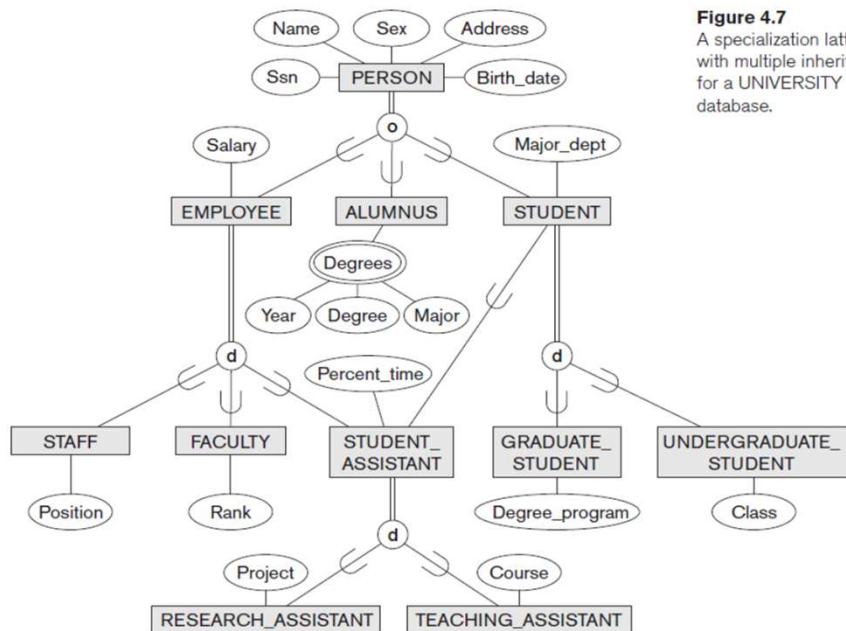 Figure 4.7
A specialization latt
with multiple inherit
for a UNIVERSITY
database.
Name Sex Address
Ssn PERSON Birth_date
o
Salary Major_dept
EMPLOYEE ALUMNUS STUDENT
Degrees
Year Degree Major
d d
Percent_time
STAFF FACULTY STUDENT_ GRADUATE_ UNDERGRADUATE_
ASSISTANT STUDENT STUDENT
Position Rank Degree_program Class
d
Project Course
RESEARCH_ASSISTANT TEACHING_ASSISTANT